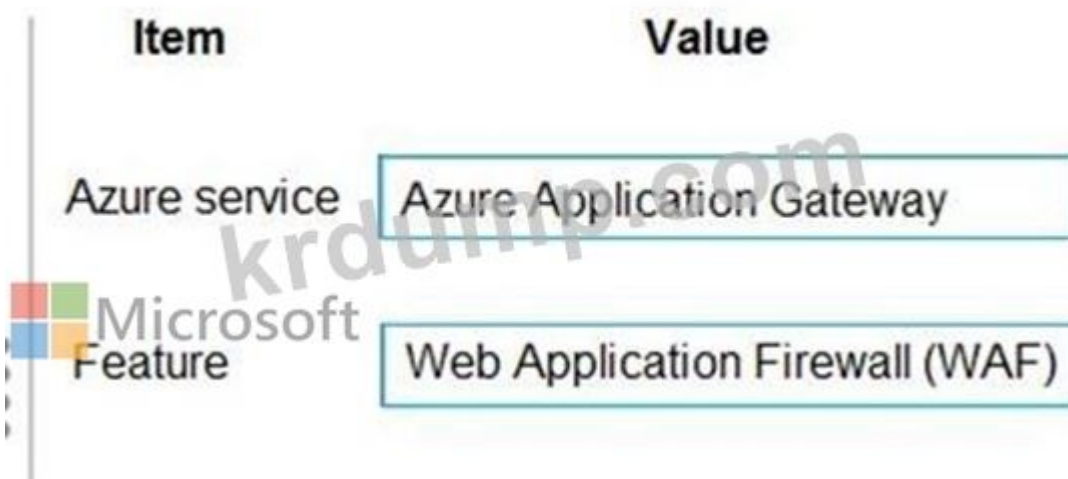 Item Value
Azure service Azure Application Gateway
krdump.com
Microsoft
Feature Web Application Firewall (WAF)